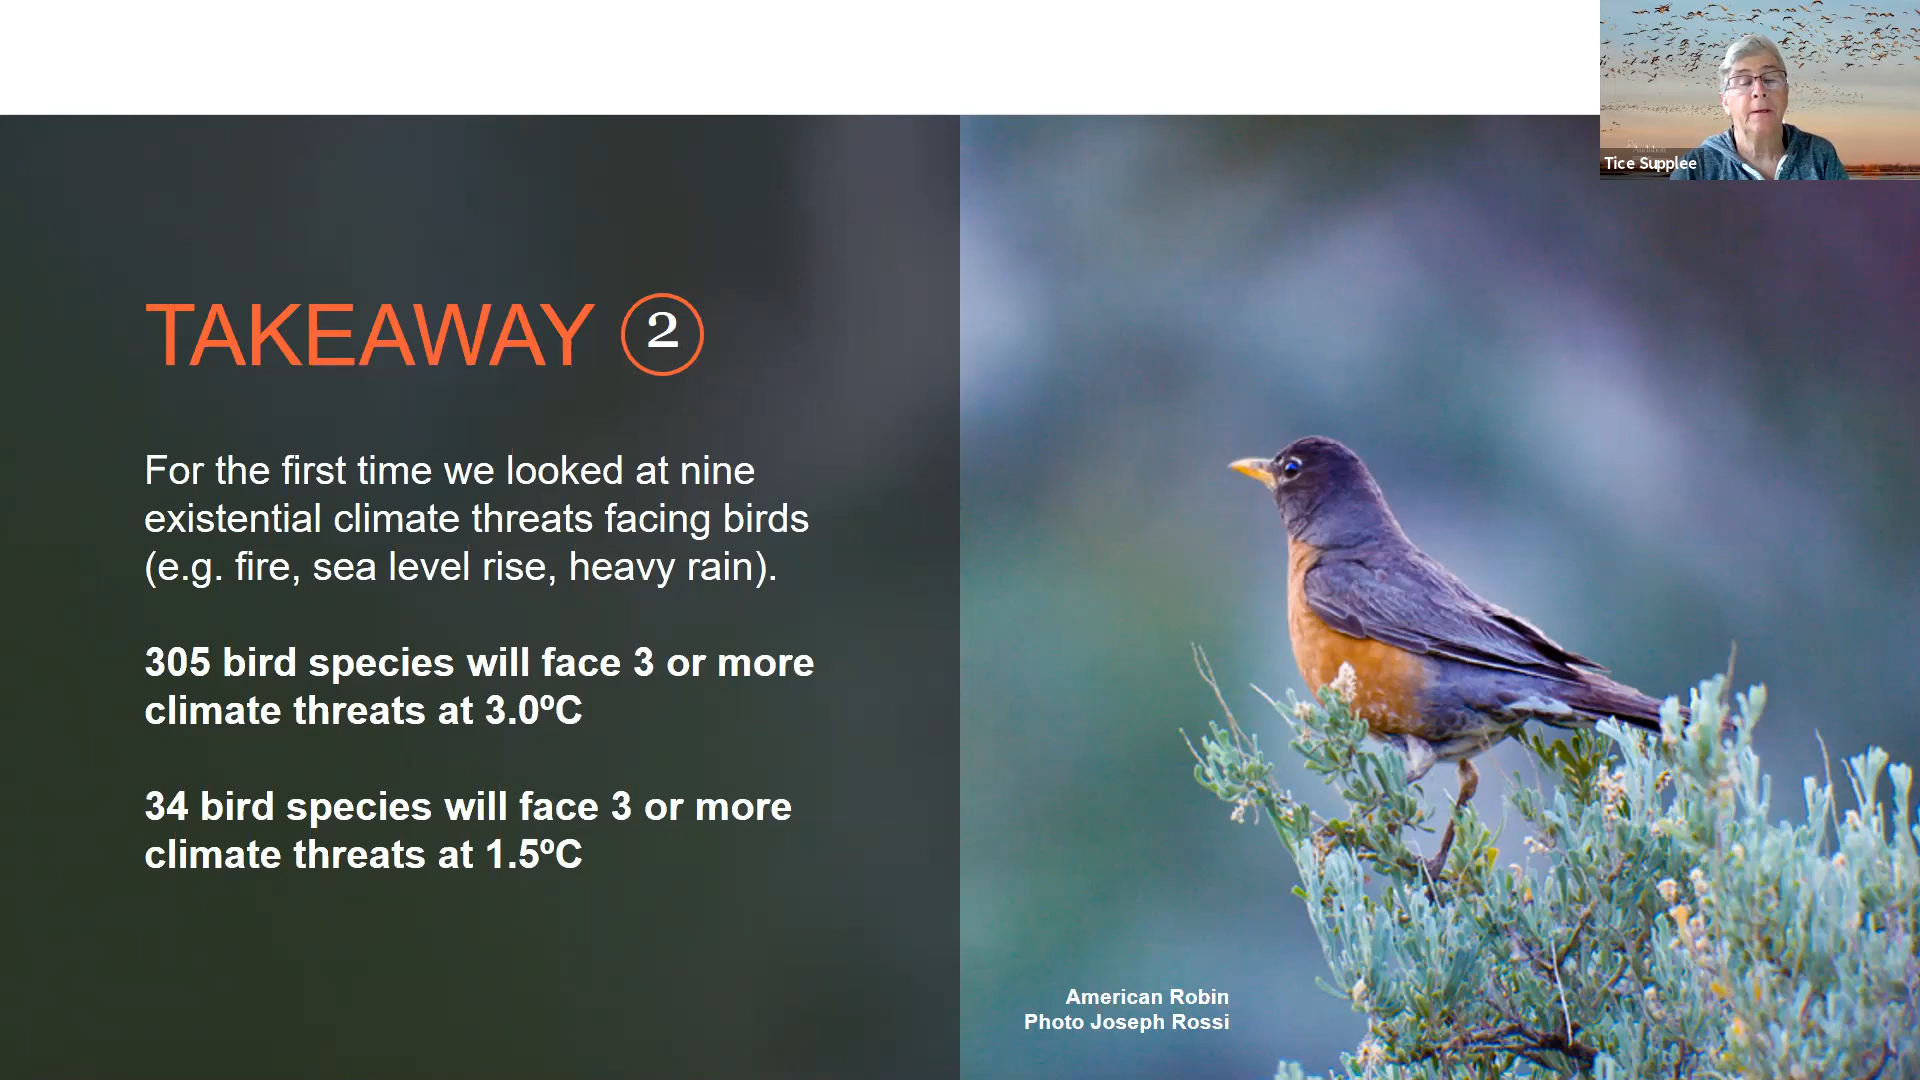 Audubon
Tice Supplee
TAKEAWAY 2
For the first time we looked at nine
existential climate threats facing birds
(e.g. fire, sea level rise, heavy rain).
305 bird species will face 3 or more
climate threats at 3.0ºC
34 bird species will face 3 or more
climate threats at 1.5ºC
American Robin
Photo Joseph Rossi